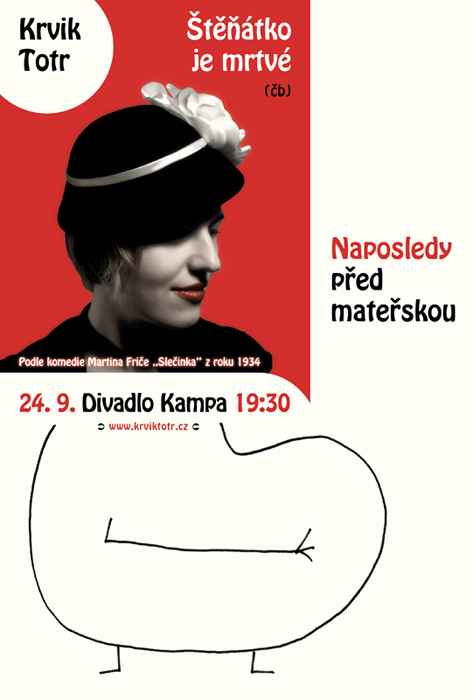 Krvik
Totr
Štěňátko
je mrtvé
(čb)
Naposledy
před
mateřskou
Podle komedie Martina Friče „Slečinka“ z roku 1934
24. 9. Divadlo Kampa 19:30
➲ www.krviktotr.cz ➲